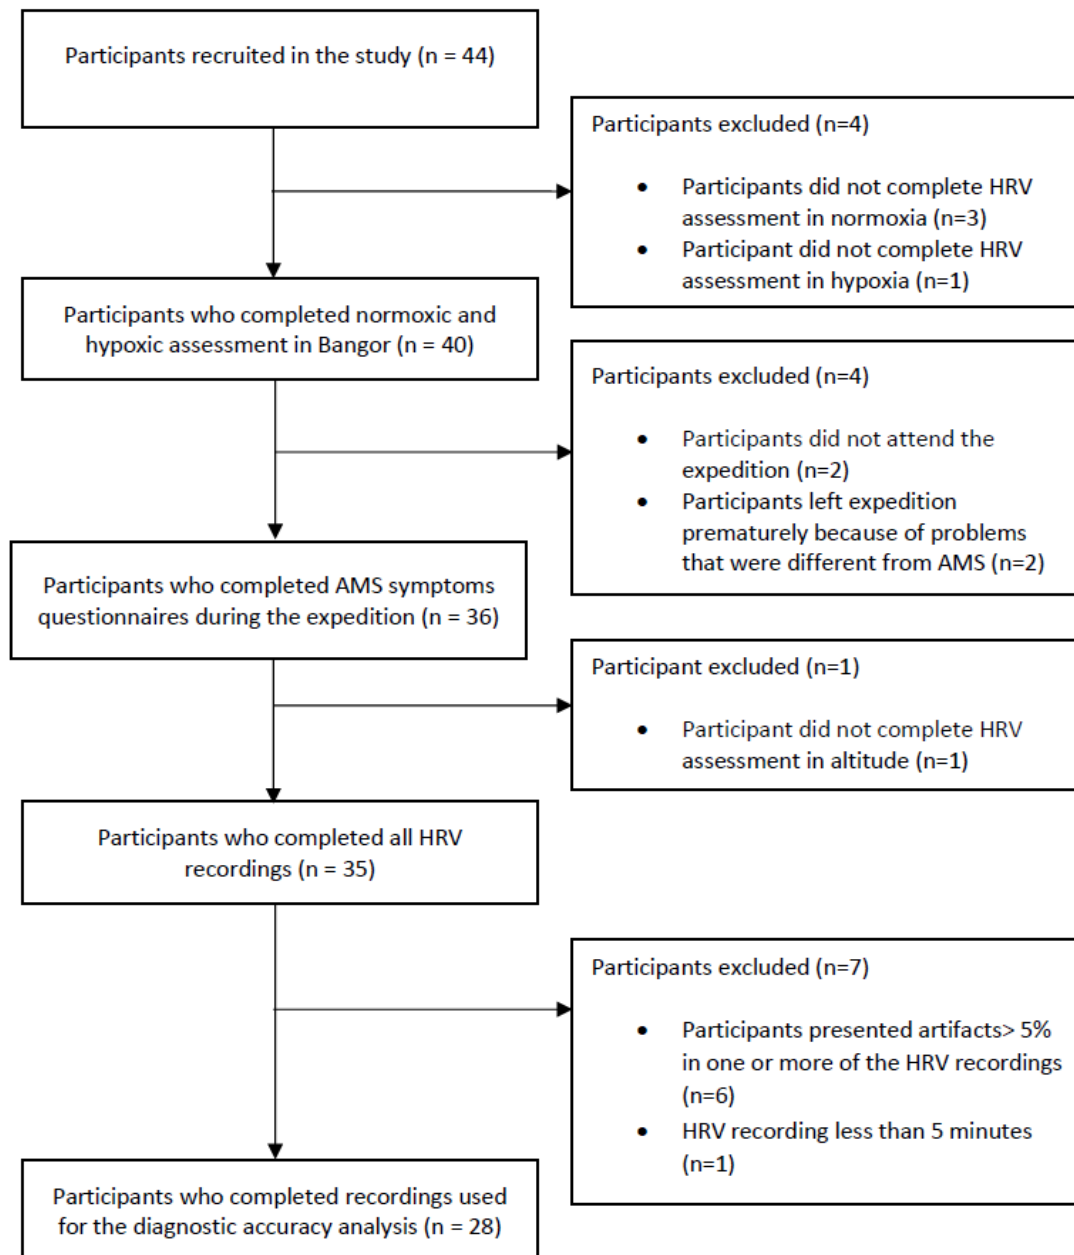 Participants recruited in the study (n = 44)
Participants excluded (n=4)
• Participants did not complete HRV
assessment in normoxia (n=3)
• Participant did not complete HRV
assessment in hypoxia (n=1)
Participants who completed normoxic and
hypoxic assessment in Bangor (n = 40)
Participants excluded (n=4)
• Participants did not attend the
expedition (n=2)
• Participants left expedition
prematurely because of problems
that were different from AMS (n=2)
Participants who completed AMS symptoms
questionnaires during the expedition (n = 36)
Participant excluded (n=1)
• Participant did not complete HRV
assessment in altitude (n=1)
Participants who completed all HRV
recordings (n = 35)
Participants excluded (n=7)
• Participants presented artifacts> 5%
in one or more of the HRV recordings
(n=6)
• HRV recording less than 5 minutes
(n=1)
Participants who completed recordings used
for the diagnostic accuracy analysis (n = 28)